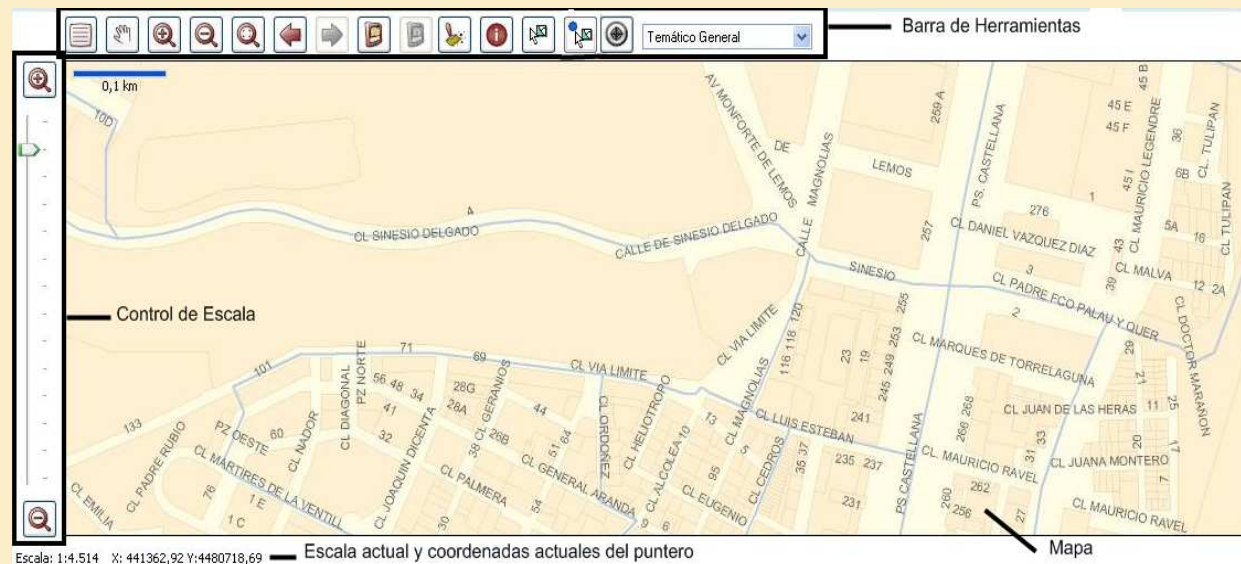 Temático General
Barra de Herramientas
0,1 km
10D
AV MONFORTE DE LEMOS
DE
LEMOS
CALLE MAGNOLIAS
259 A
PS. CASTELLANA
45 B
45 E
45 F
45 I
36
6B
CL. TULIPAN
CL TULIPAN
CL MAURICIO LEGENDRE
1
276
CL DANIEL VAZQUEZ DIAZ
257
43
5A
16
4
CL SINESIO DELGADO
CALLE DE SINESIO DELGADO
SINESIO
3
CL PADRE FCO PALAU Y QUER
39
CL MALVA
12
2A
CL DOCTOR MARAÑON
Control de Escala
CL VIA LIMITE
120
118
116
255
253
249
245
23
19
2
CL MARQUES DE TORRELAGUNA
29
21
101
71
69
CL VIA LIMITE
56
48
34
28G
28A
41
32
CL GERANIOS
44
PZ NORTE
CL DIAGONAL
CL NADOR
60
PZ OESTE
133
CL PADRE RUBIO
CL JOAQUIN DICENTA
38
26B
51
64
CL ORDOÑEZ
CL HELIOTROPO
10
13
5
CL MAGNOLIAS
CL LUIS ESTEBAN
241
268
266
CL JUAN DE LAS HERAS
11
25
20
17
7
33
31
CL JUANA MONTERO
CL MARTIRES DE LA VENTILL
76
1 E
1 C
CL EMILIA
CL PALMERA
30
54
CL GENERAL ARANDA
CL ALCOLEA
9
6
95
CL EUGENIO
CL CEDROS
35
37
235
237
231
PS CASTELLANA
CL MAURICIO RAVEL
262
260
256
27
CL MAURICIO RAVEL
Escala: 1:4.514 X: 441362,92 Y:4480718,69
Escala actual y coordenadas actuales del puntero
Mapa